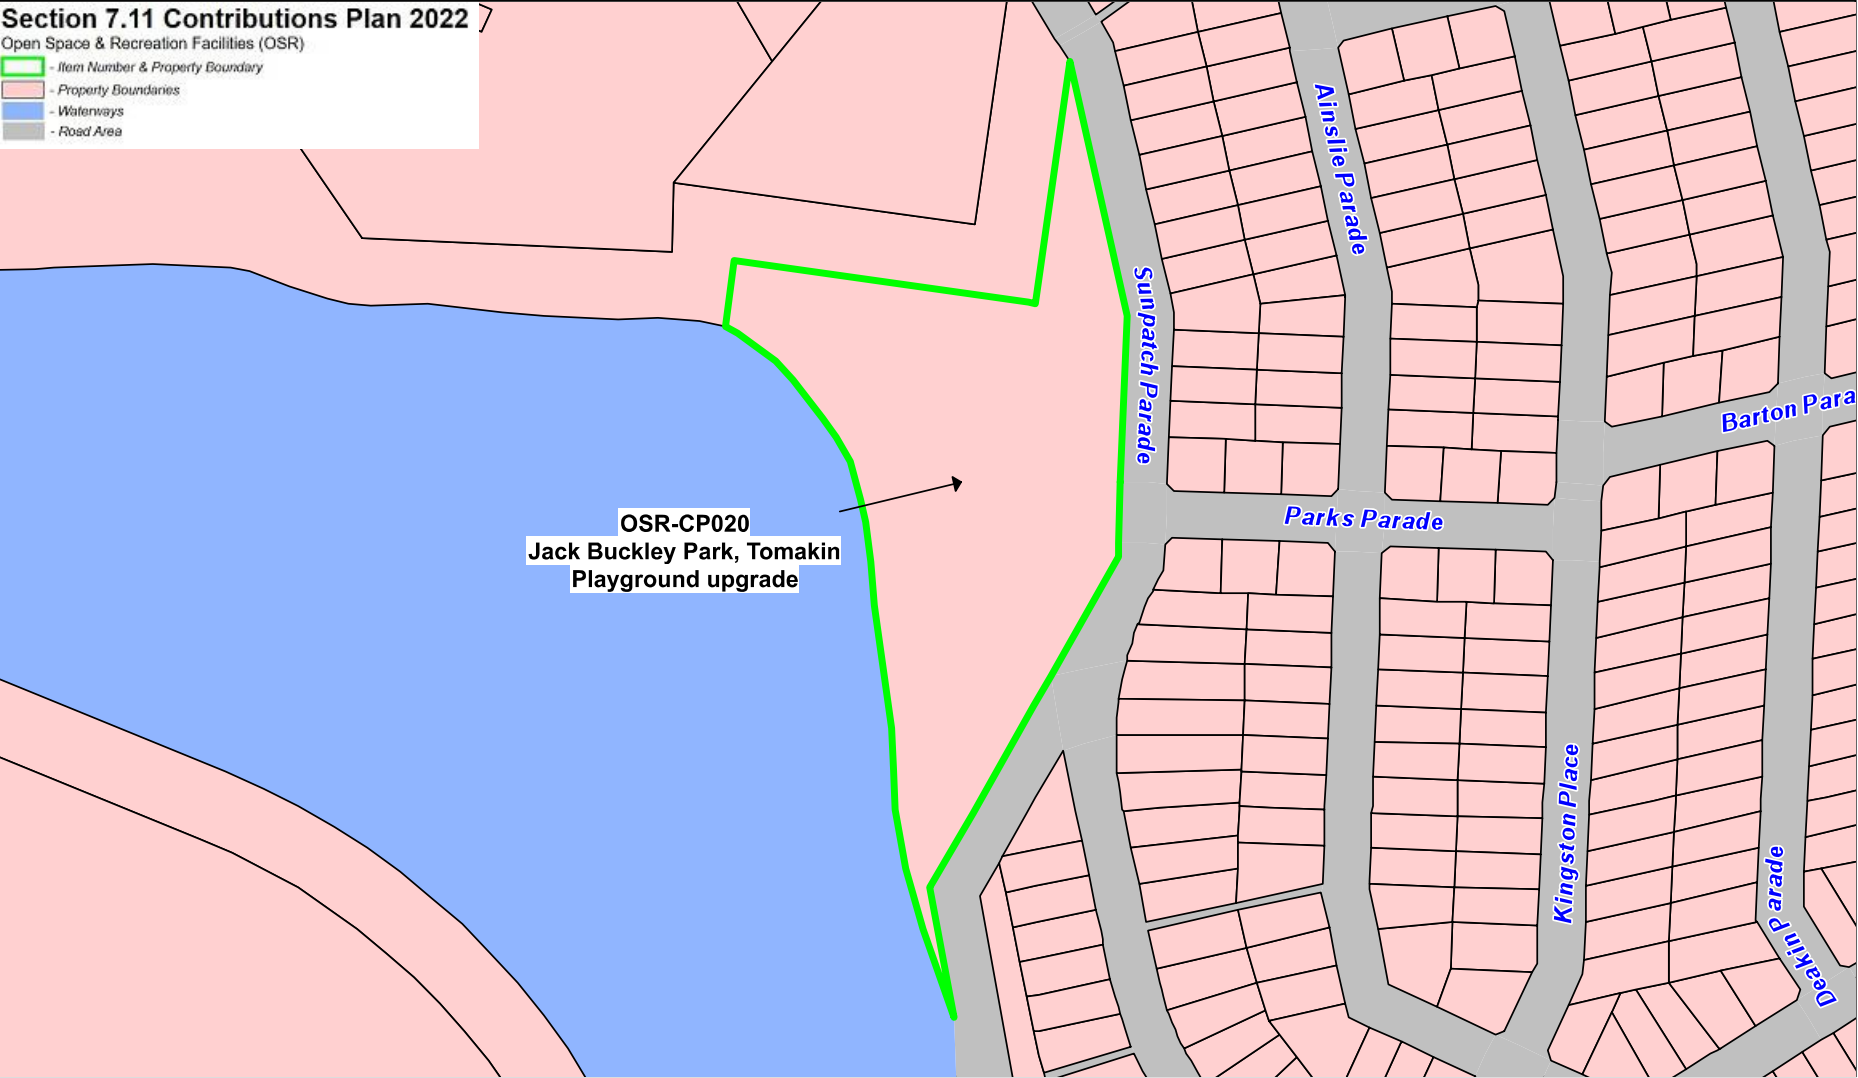 Section 7.11 Contributions Plan 2022
Open Space & Recreation Facilities (OSR)
- Item Number & Property Boundary
- Property Boundaries
- Waterways
- Road Area
Ainslie Parade
Sunpatch Parade
Barton Para
OSR-CP020
Jack Buckley Park, Tomakin
Playground upgrade
Parks Parade
Kingston Place
Deakin Parade